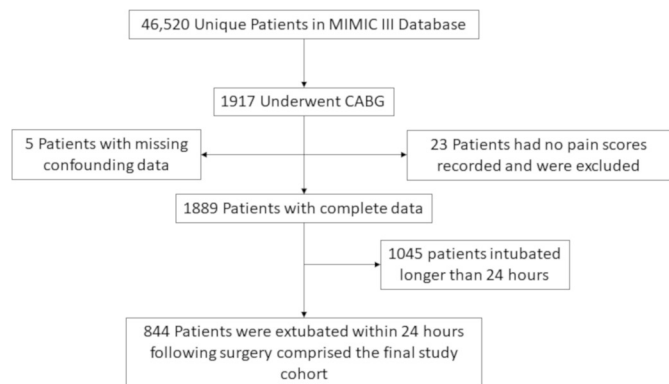 46,520 Unique Patients in MIMIC III Database
1917 Underwent CABG
5 Patients with missing
confounding data
23 Patients had no pain scores
recorded and were excluded
1889 Patients with complete data
1045 patients intubated
longer than 24 hours
844 Patients were extubated within 24 hours
following surgery comprised the final study
cohort